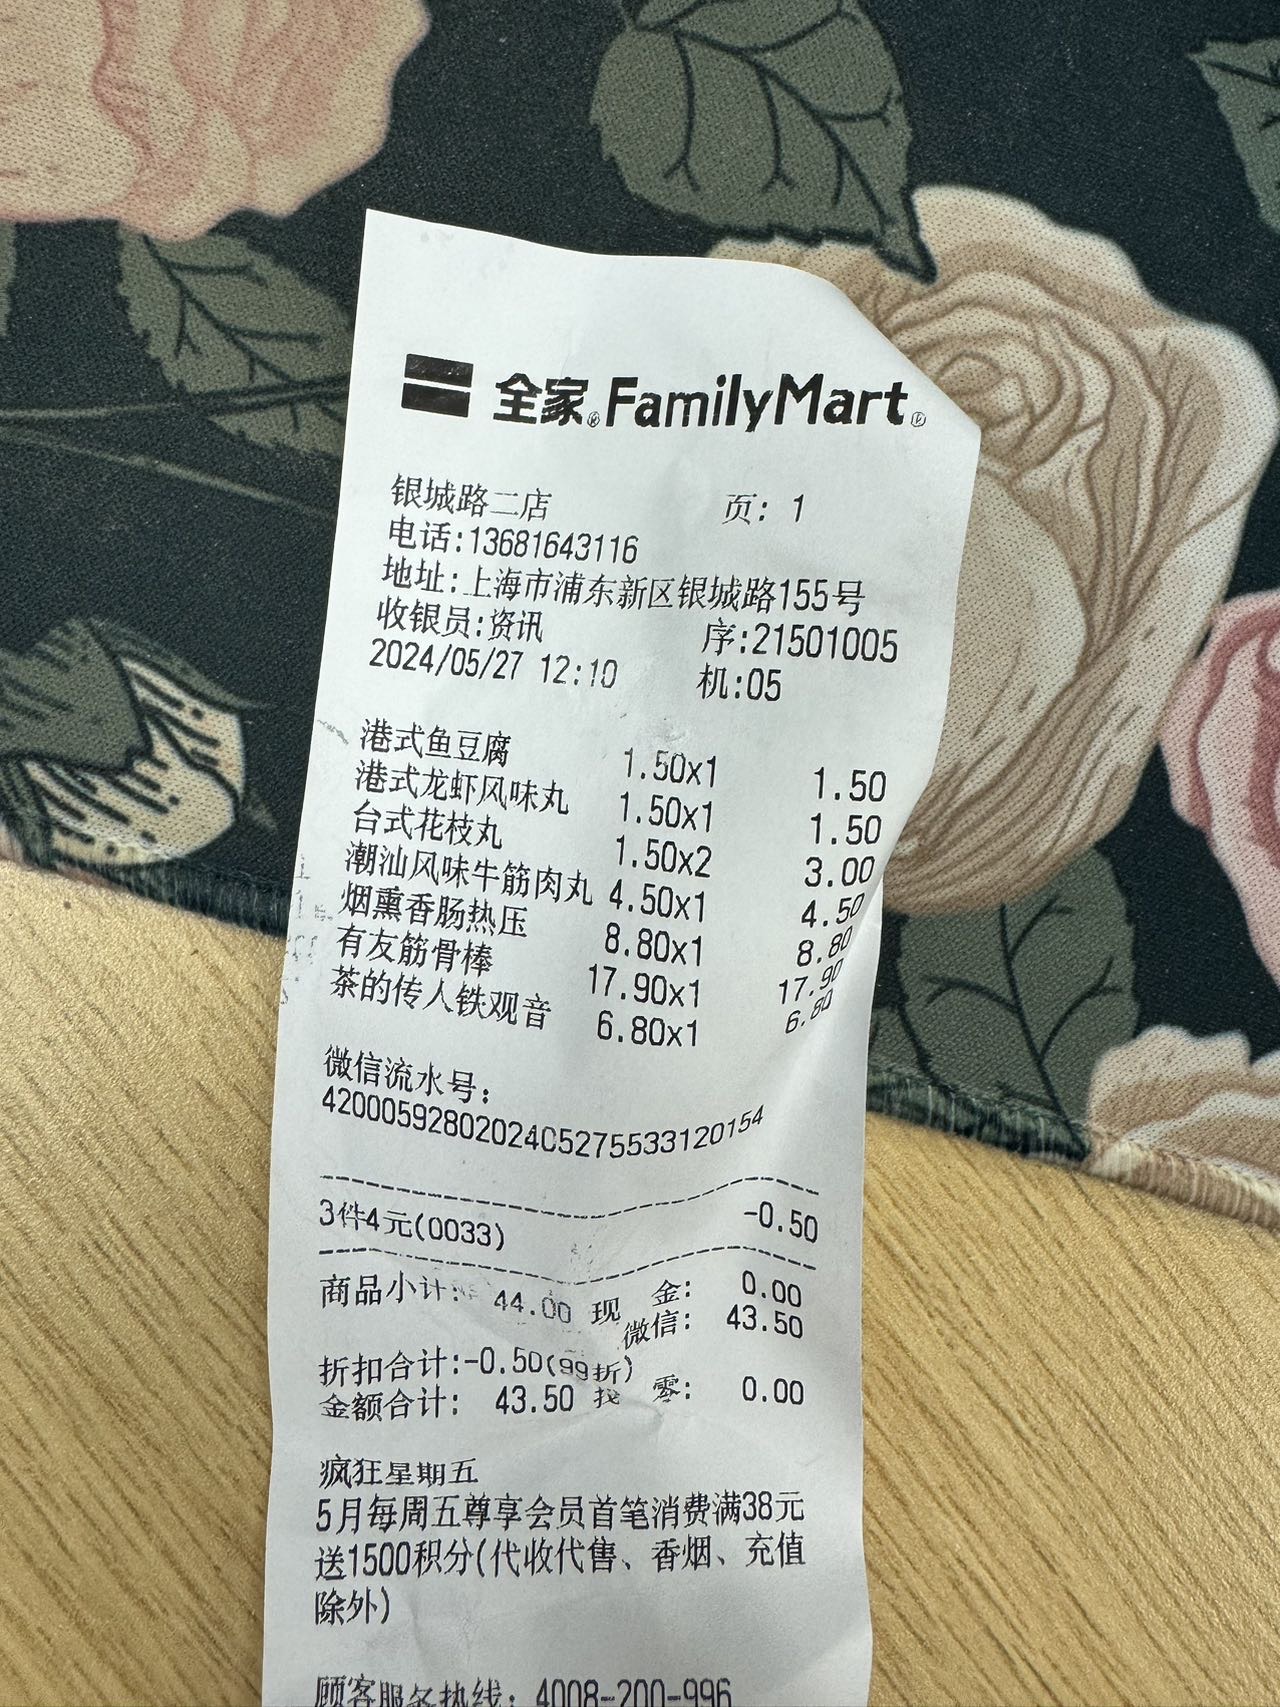 全家® FamilyMart®
银城路二店 页: 1
电话:13681643116
地址:上海市浦东新区银城路155号
收银员:资讯 序:21501005
2024/05/27 12:10 机:05
港式鱼豆腐 1.50x1 1.50
港式龙虾风味丸 1.50x1 1.50
台式花枝丸 1.50x2 3.00
潮汕风味牛筋肉丸 4.50x1 4.50
烟熏香肠热压 8.80x1 8.80
有友筋骨棒 17.90x1 17.90
茶的传人铁观音 6.80x1 6.80
微信流水号:
4200059280202405275533120154
3件4元(0033) -0.50
商品小计: 44.00 现 金: 0.00
微信: 43.50
折扣合计:-0.50(99折)
金额合计: 43.50 找 零: 0.00
疯狂星期五
5月每周五尊享会员首笔消费满38元
送1500积分(代收代售、香烟、充值
除外)
顾客服务热线: 4008-200-996